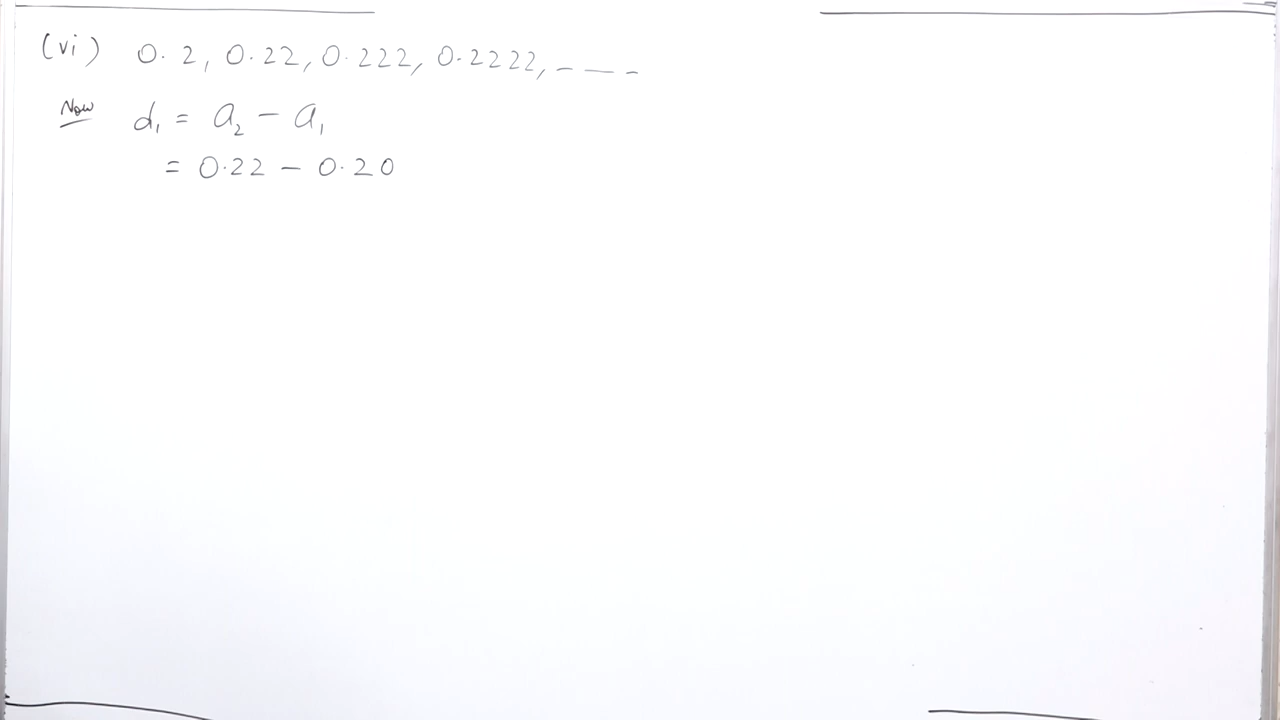 (vi) 0.2, 0.22, 0.222, 0.2222, - — -
Now d₁ = a₂ - a₁
= 0.22 - 0.20